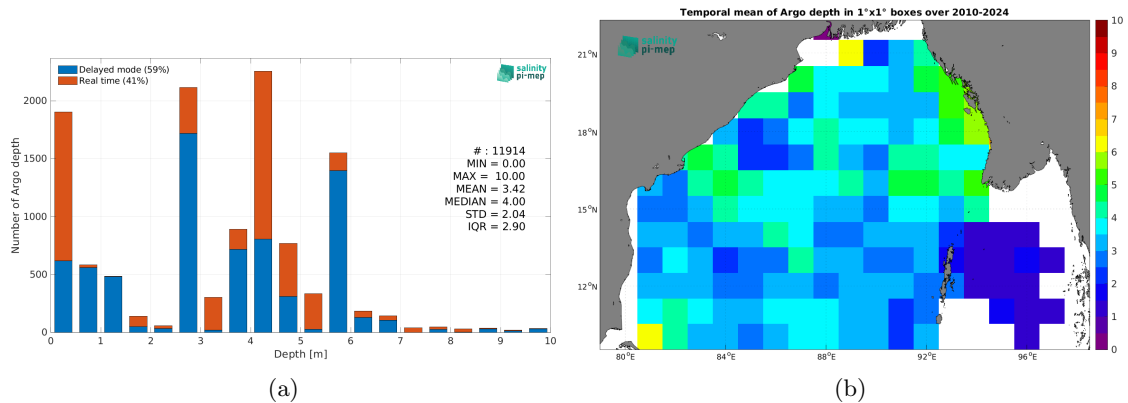 Delayed mode (59%)
Real time (41%)
salinity
pi-mep
# : 11914
MIN = 0.00
MAX = 10.00
MEAN = 3.42
MEDIAN = 4.00
STD = 2.04
IQR = 2.90
Number of Argo depth
2000
1500
1000
500
0
0 1 2 3 4 5 6 7 8 9 10
Depth [m]
(a)
Temporal mean of Argo depth in 1°x1° boxes over 2010-2024
salinity
pi-mep
21°N
18°N
15°N
12°N
80°E 84°E 88°E 92°E 96°E
10
9
8
7
6
5
4
3
2
1
0
(b)